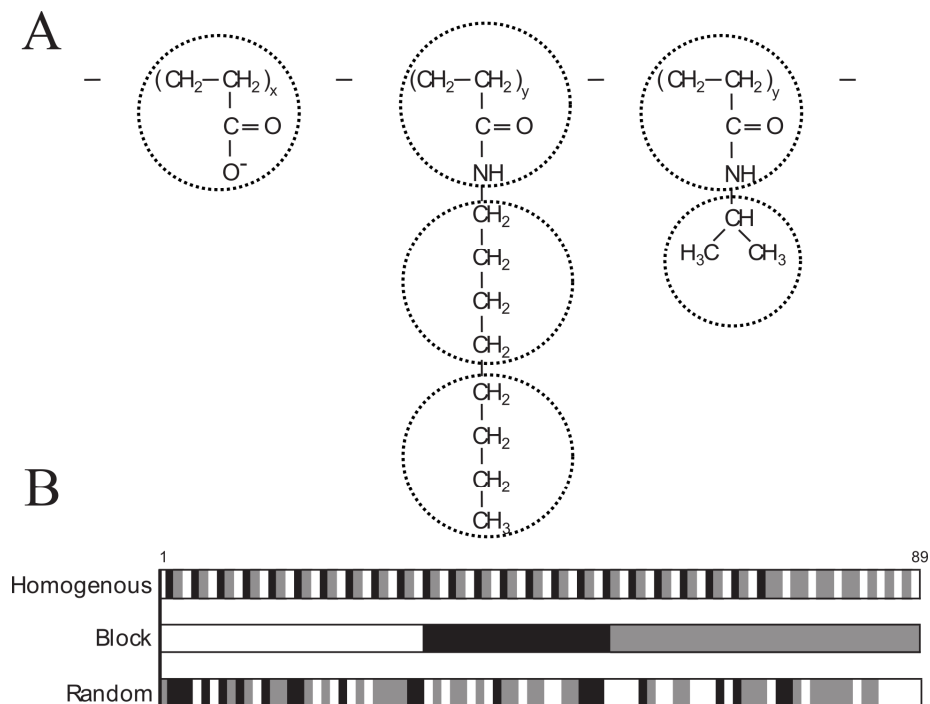 A
– (CH₂–CH₂)ₓ – (CH₂–CH₂)y – (CH₂–CH₂)y –
C=O C=O C=O
O⁻ NH NH
CH₂ CH
CH₂ H₃C CH₃
CH₂
CH₂
CH₂
CH₂
CH₂
CH₃
B
1 89
Homogenous
Block
Random